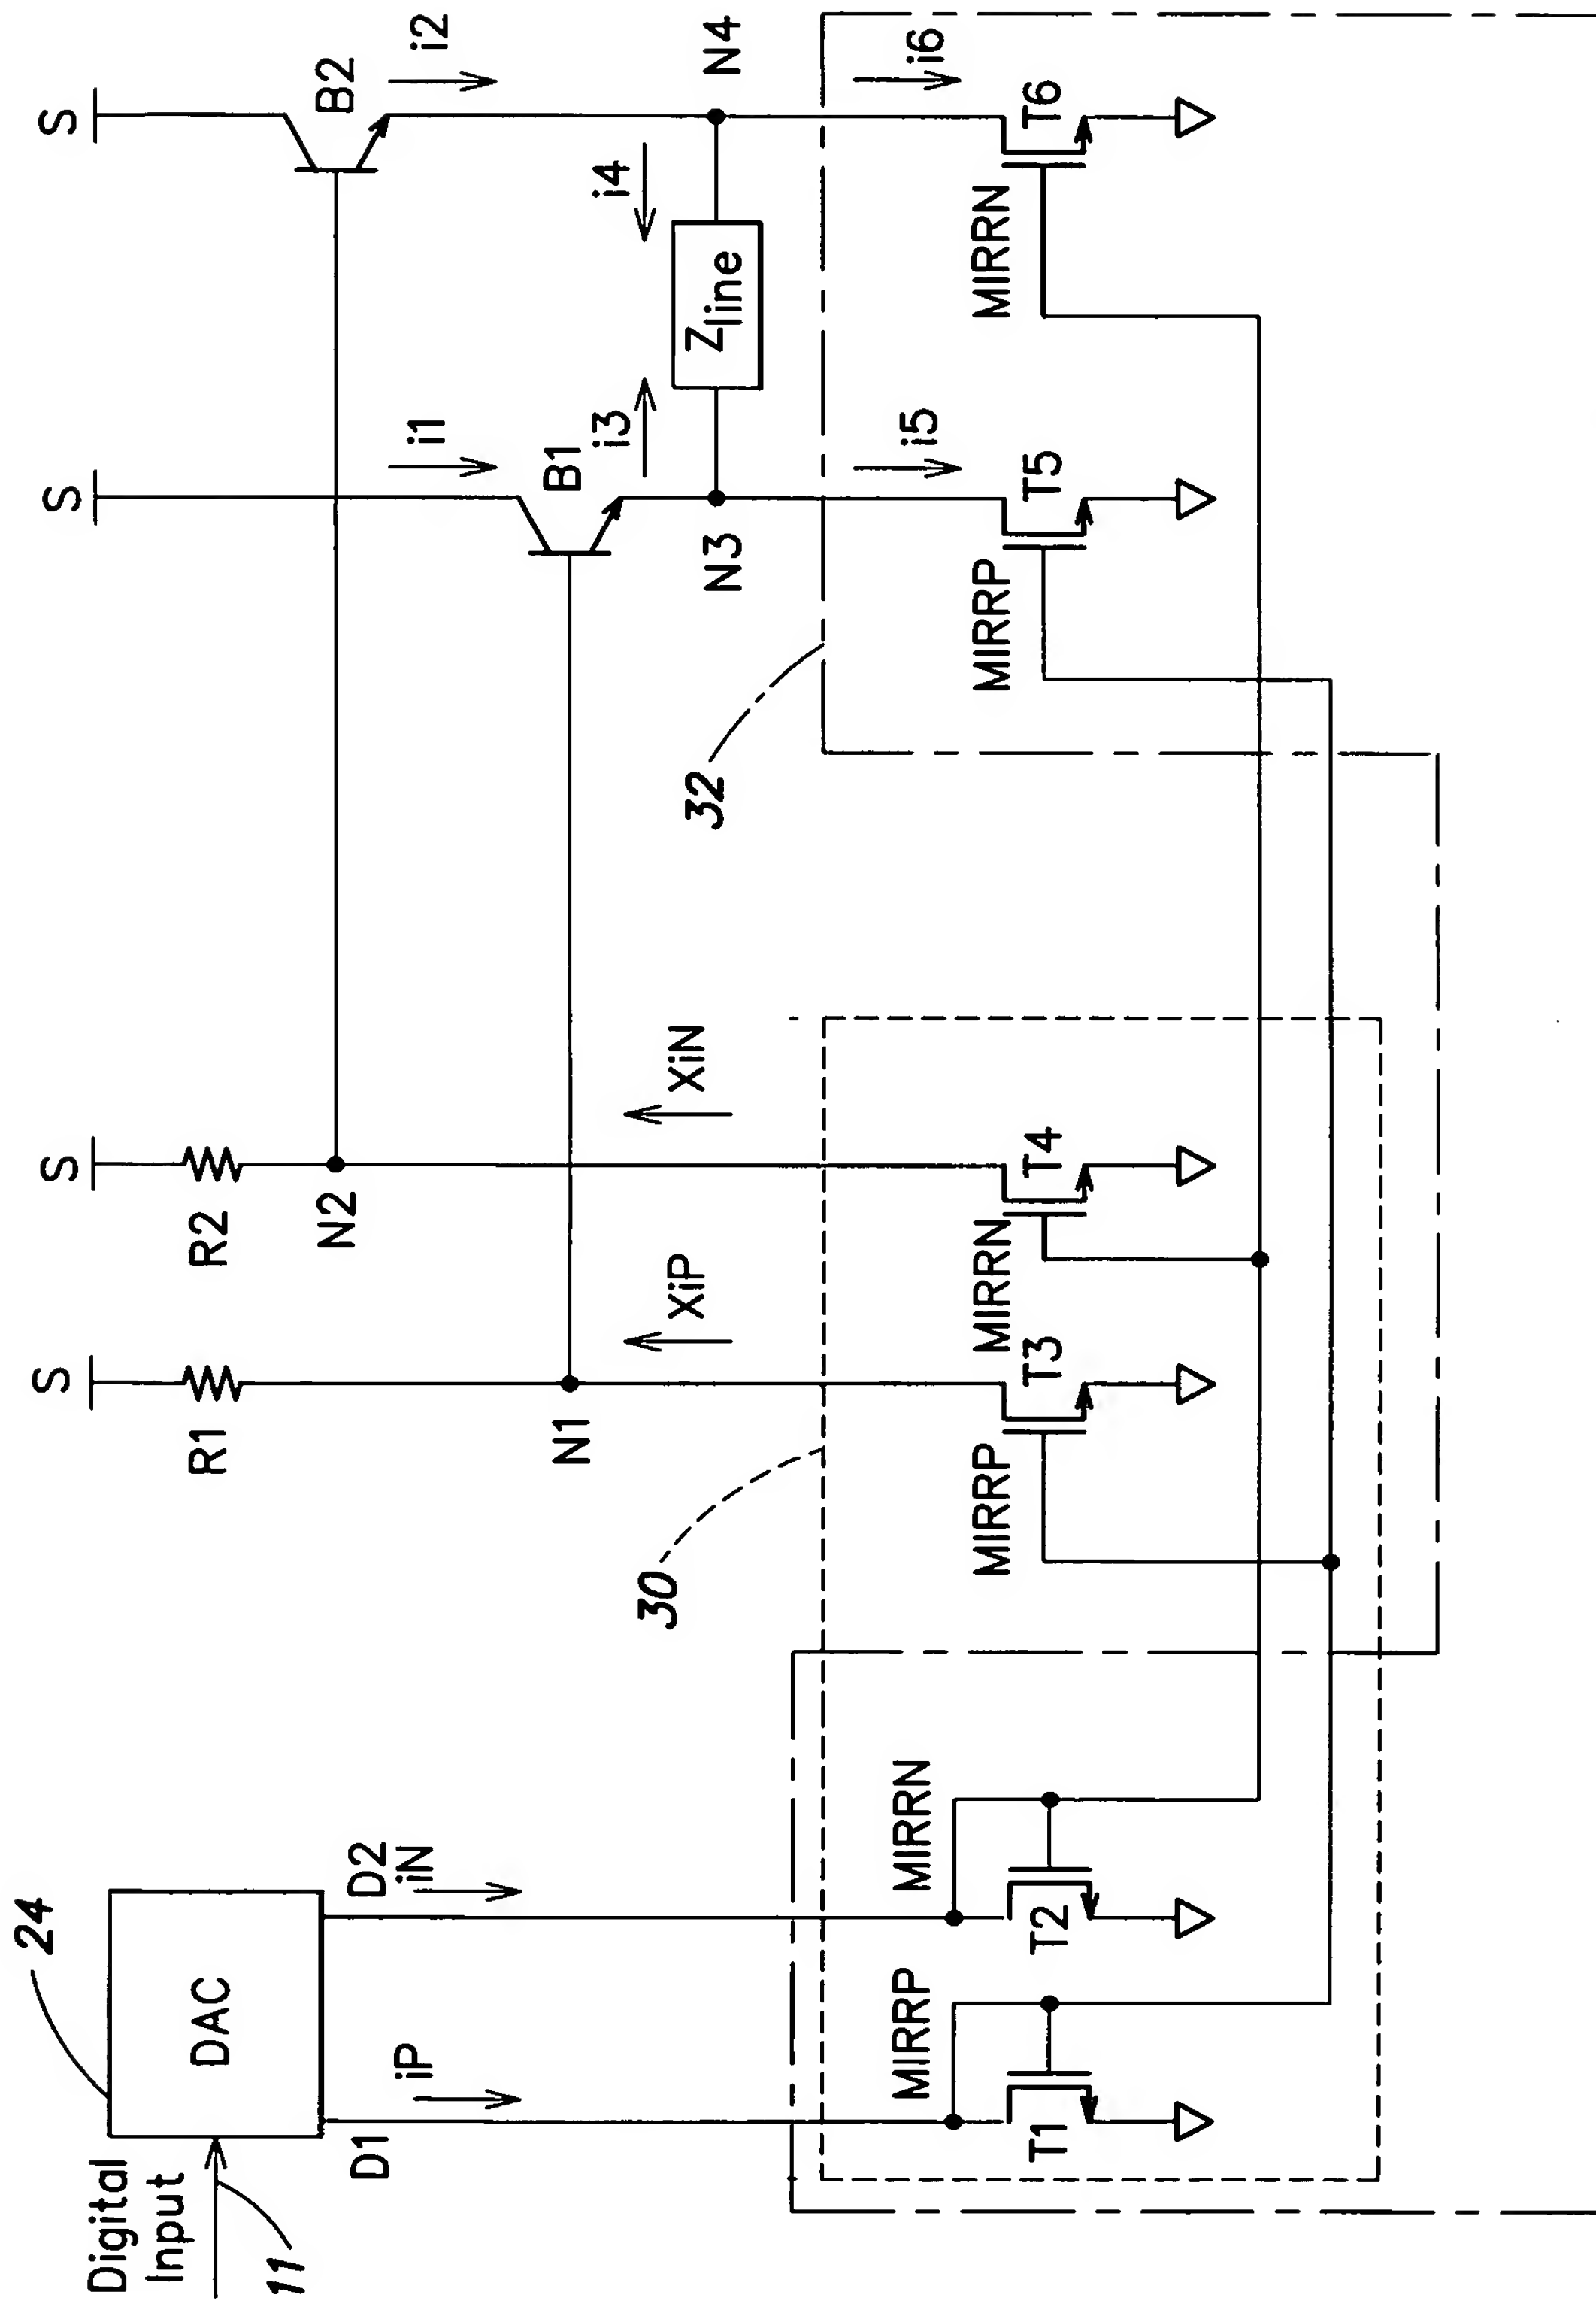 S
S
S
S
B2
i2
N4
i6
i4
Zline
T6
MIRRN
i1
B1
i3
N3
i5
T5
MIRRP
32
R2
N2
XiN
T4
MIRRN
R1
N1
XiP
T3
MIRRP
30
24
DAC
D2
iN
MIRRN
T2
D1
iP
MIRRP
T1
Digital
Input
11